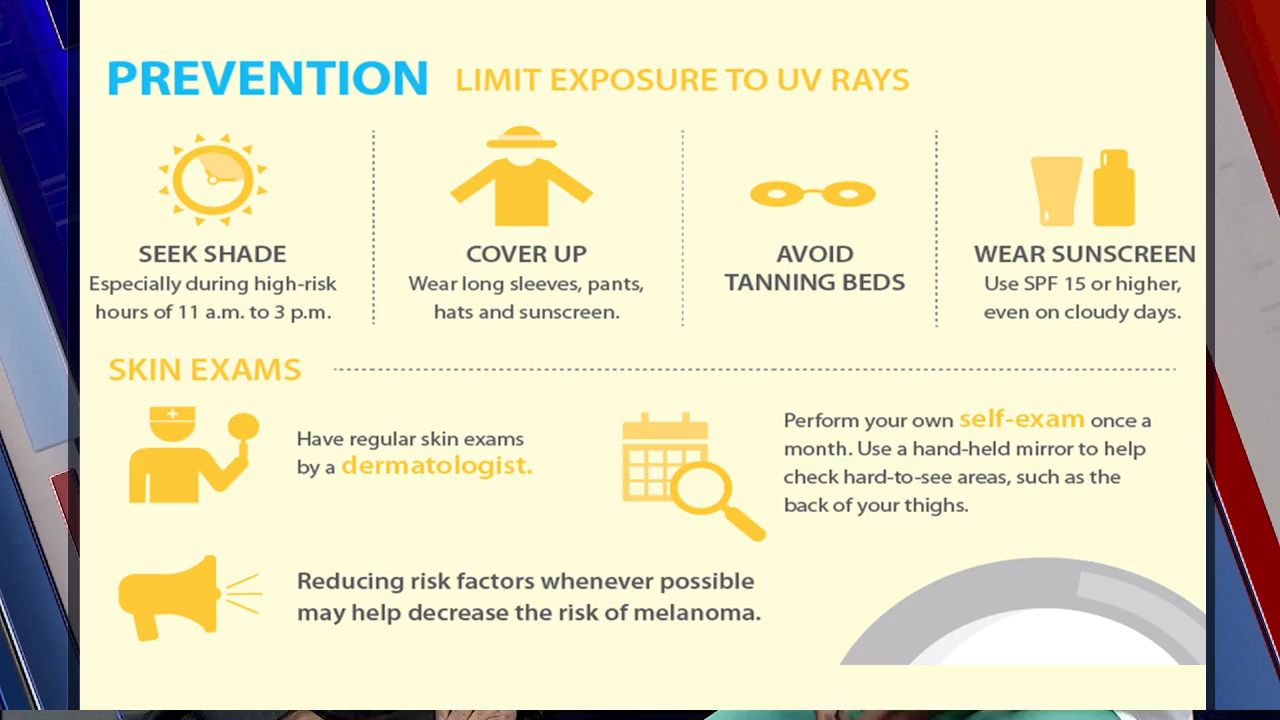 PREVENTION LIMIT EXPOSURE TO UV RAYS
SEEK SHADE
Especially during high-risk
hours of 11 a.m. to 3 p.m.
COVER UP
Wear long sleeves, pants,
hats and sunscreen.
AVOID
TANNING BEDS
WEAR SUNSCREEN
Use SPF 15 or higher,
even on cloudy days.
SKIN EXAMS
Have regular skin exams
by a dermatologist.
Perform your own self-exam once a
month. Use a hand-held mirror to help
check hard-to-see areas, such as the
back of your thighs.
Reducing risk factors whenever possible
may help decrease the risk of melanoma.